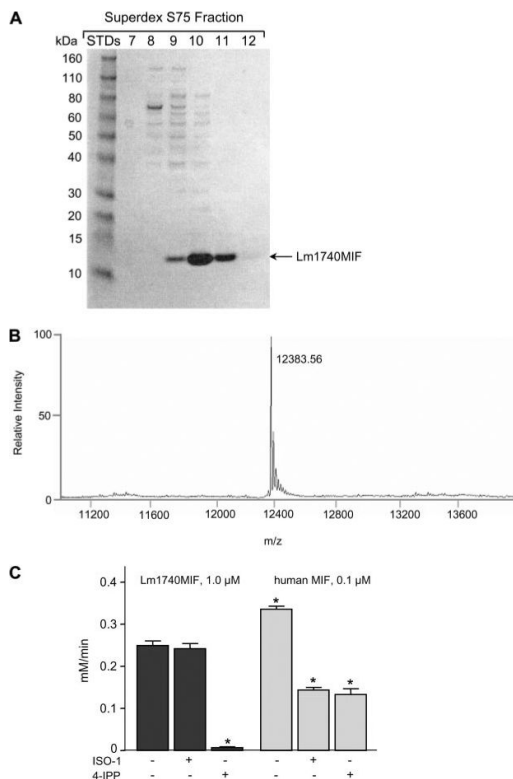 A
Superdex S75 Fraction
kDa STDs 7 8 9 10 11 12
160
110
80
60
50
40
30
20
15
10
Lm1740MIF
B
Relative Intensity
100
50
0
12383.56
11200 11600 12000 12400 12800 13200 13600
m/z
C
mM/min
0.4
0.3
0.2
0.1
0
Lm1740MIF, 1.0 µM human MIF, 0.1 µM
* * * *
ISO-1 - + - - + -
4-IPP - - + - - +